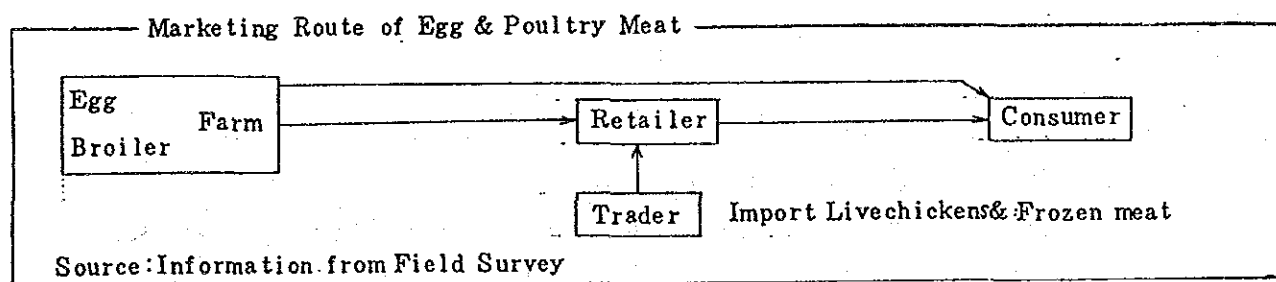 Marketing Route of Egg & Poultry Meat
Egg
Farm
Broiler
Retailer
Consumer
Trader
Import Livechickens& Frozen meat
Source:Information from Field Survey